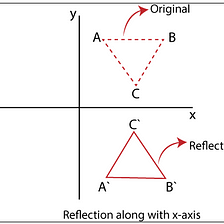 y
Original
A
B
C
x
C`
Reflect
A`
B`
Reflection along with x-axis